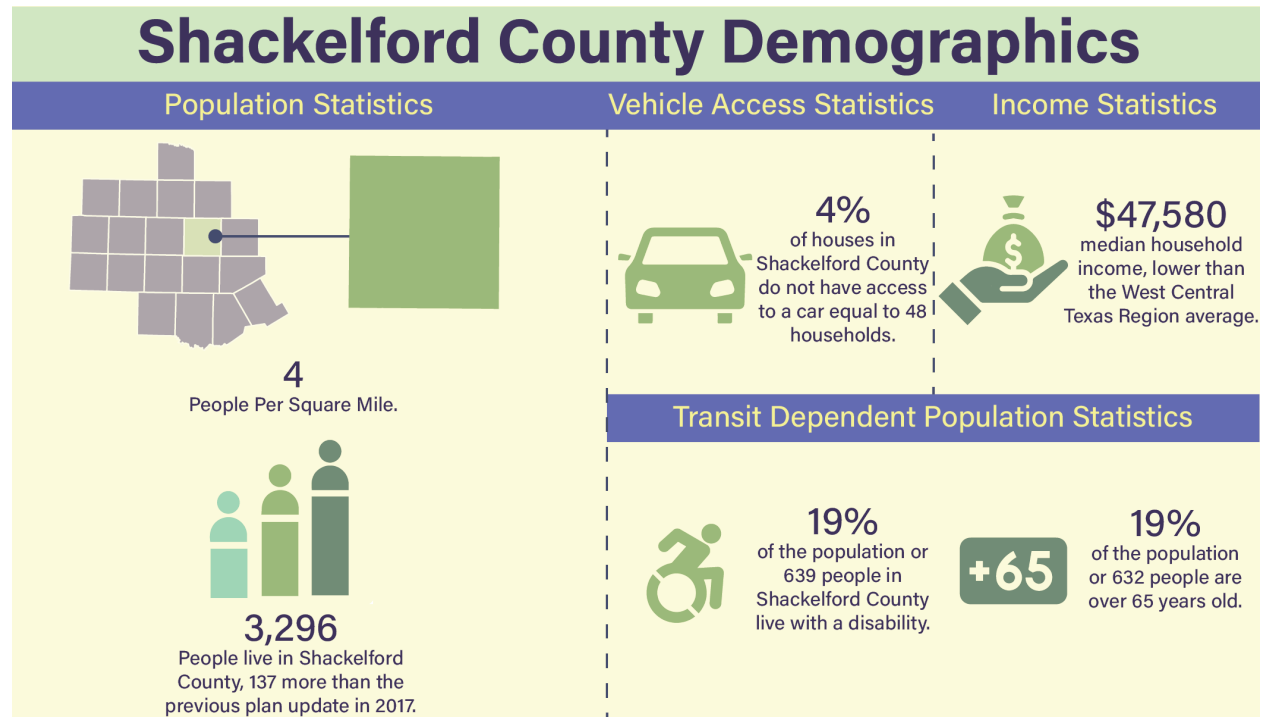 Shackelford County Demographics
Population Statistics
4
People Per Square Mile.
3,296
People live in Shackelford
County, 137 more than the
previous plan update in 2017.
Vehicle Access Statistics
4%
of houses in
Shackelford County
do not have access
to a car equal to 48
households.
Income Statistics
$
$47,580
median household
income, lower than
the West Central
Texas Region average.
Transit Dependent Population Statistics
19%
of the population or
639 people in
Shackelford County
live with a disability.
+65
19%
of the population
or 632 people are
over 65 years old.